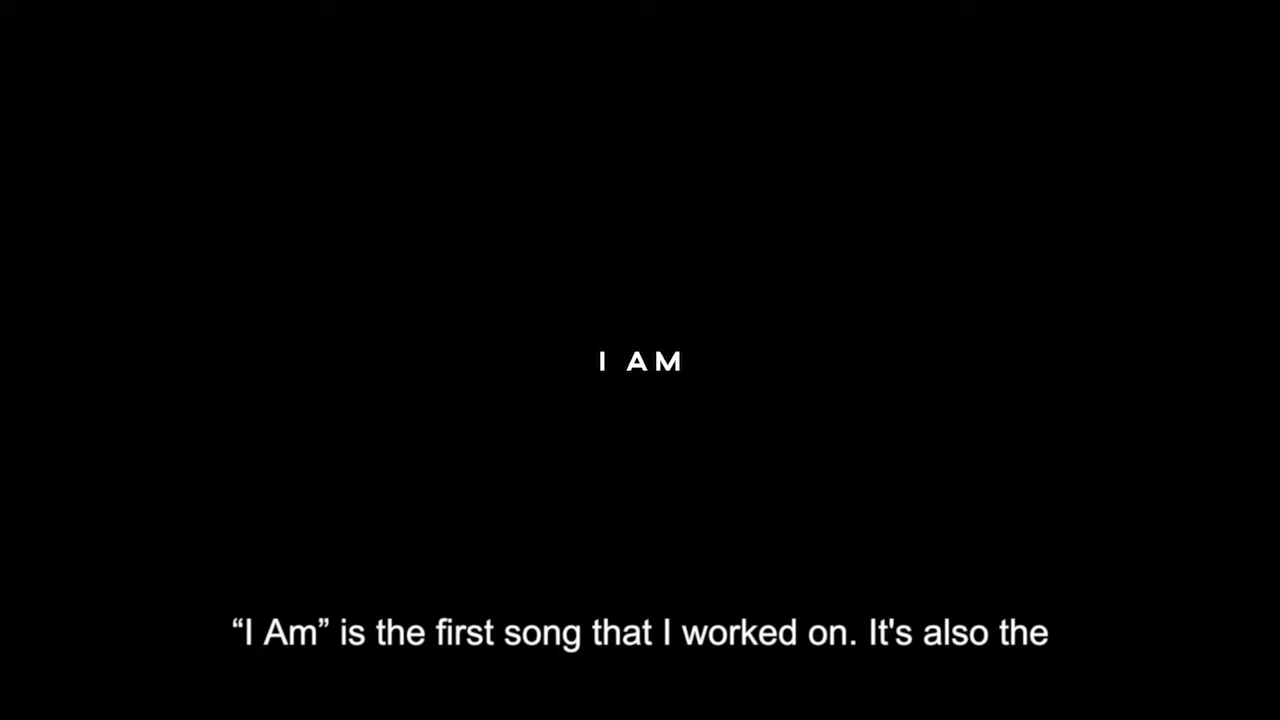 I AM
“I Am” is the first song that I worked on. It's also the